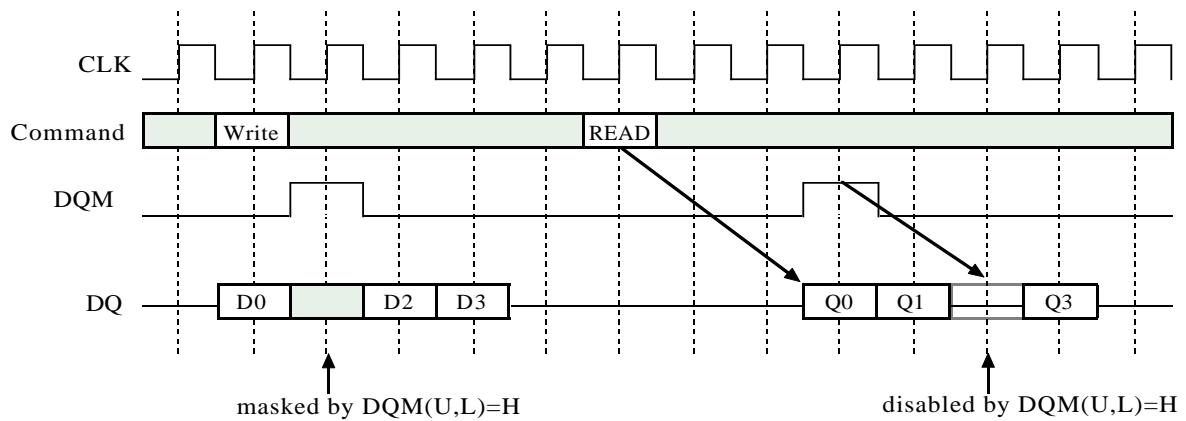 CLK
Command
Write
READ
DQM
DQ
D0
D2
D3
Q0
Q1
Q3
masked by DQM(U,L)=H
disabled by DQM(U,L)=H